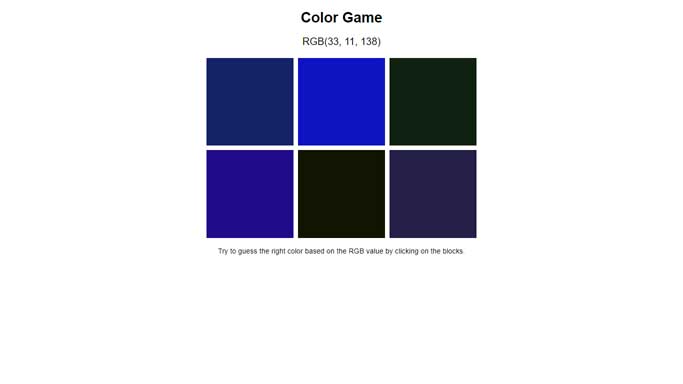 Color Game
RGB(33, 11, 138)
Try to guess the right color based on the RGB value by clicking on the blocks.